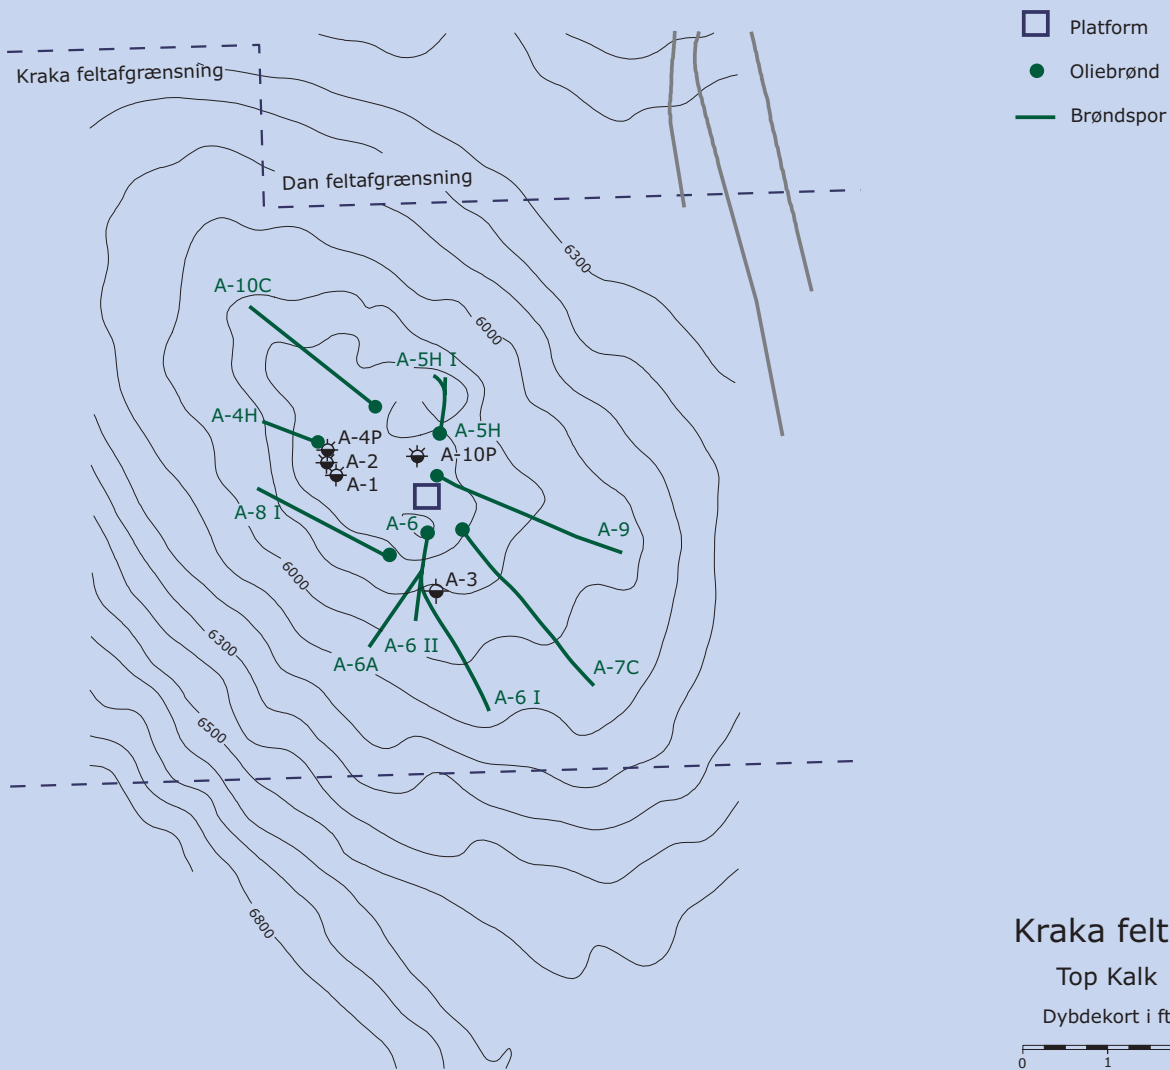 Platform
Kraka feltafgrænsning
Oliebrønd
Brøndspor
Dan feltafgrænsning
6300
A-10C
6000
A-5H I
A-4H
A-5H
A-4P
A-10P
A-2
A-1
A-8 I
A-6
A-9
6000
A-3
6300
A-6 II
A-6A
A-7C
A-6 I
6500
6800
Kraka felt
Top Kalk
Dybdekort i ft
0 1